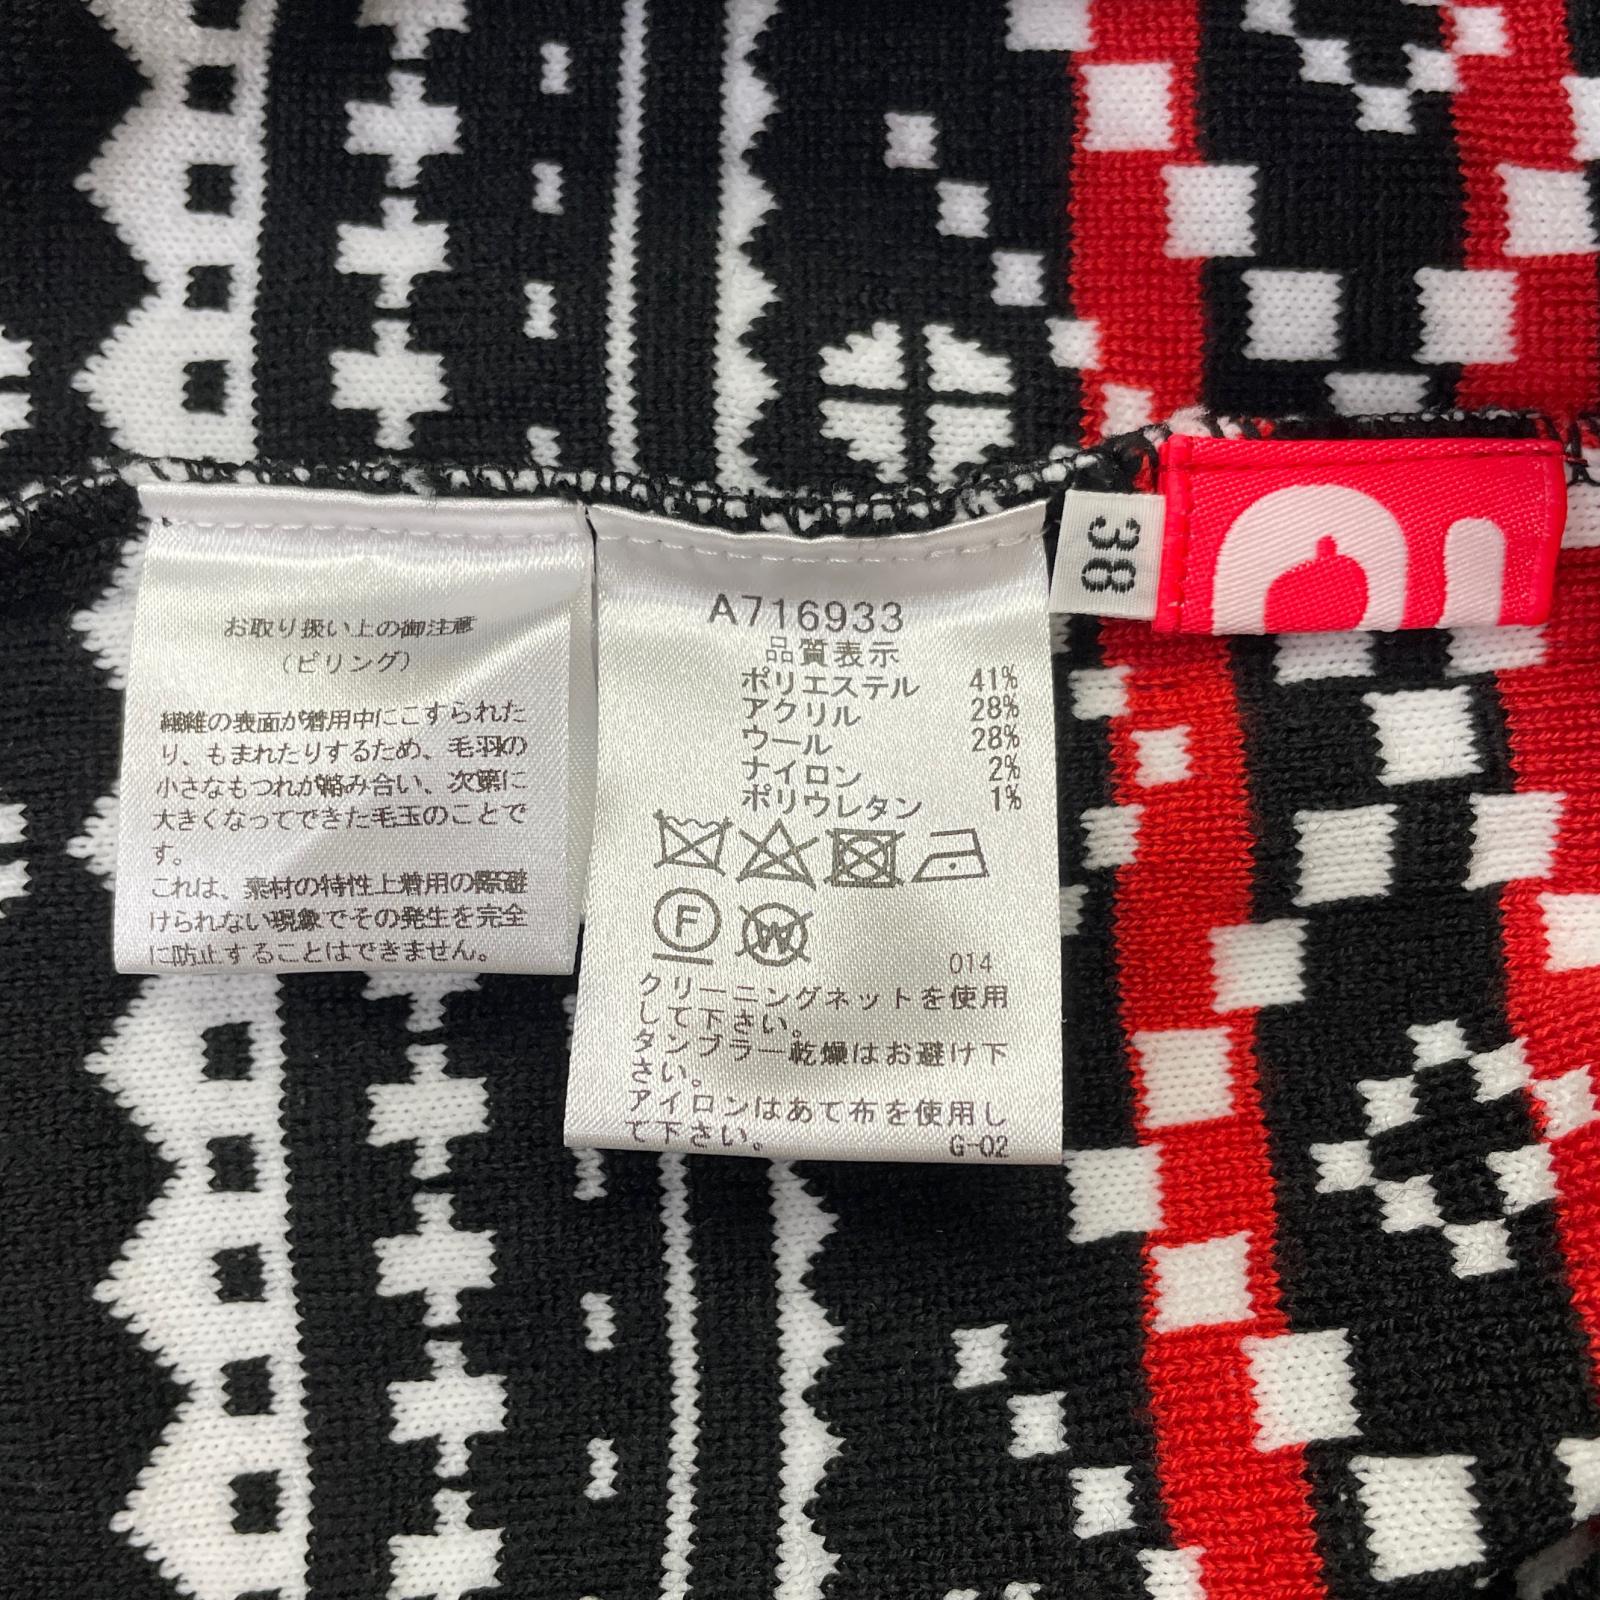 お取り扱い上の御注意
（ピリング）
繊維の表面が着用中にこすられた
り、もまれたりするため、毛羽の
小さなもつれが絡み合い、次第に
大きくなってできた毛玉のことで
す。
これは、素材の特性上着用の際避
けられない現象でその発生を完全
に防止することはできません。
A716933
品質表示
ポリエステル 41%
アクリル 28%
ウール 28%
ナイロン 2%
ポリウレタン 1%
F W
014
クリーニングネットを使用
して下さい。
タンブラー乾燥はお避け下
さい。
アイロンはあて布を使用し
て下さい。
G-02
38